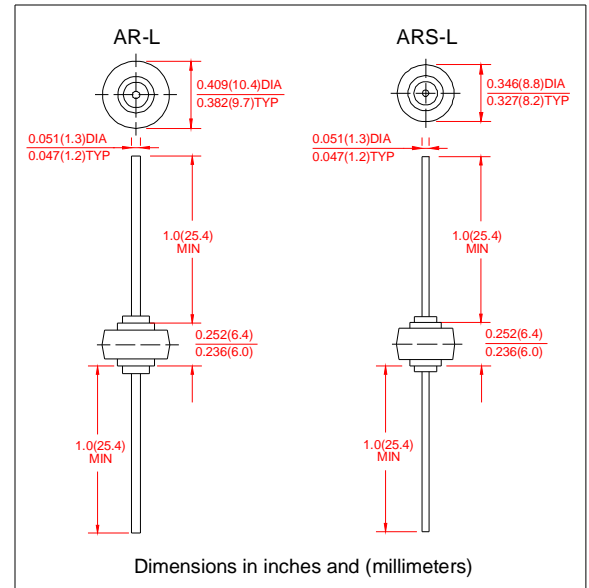 AR-L
0.409(10.4)DIA
0.382(9.7)TYP
0.051(1.3)DIA
0.047(1.2)TYP
1.0(25.4)
MIN
0.252(6.4)
0.236(6.0)
1.0(25.4)
MIN
ARS-L
0.346(8.8)DIA
0.327(8.2)TYP
0.051(1.3)DIA
0.047(1.2)TYP
1.0(25.4)
MIN
0.252(6.4)
0.236(6.0)
1.0(25.4)
MIN
Dimensions in inches and (millimeters)